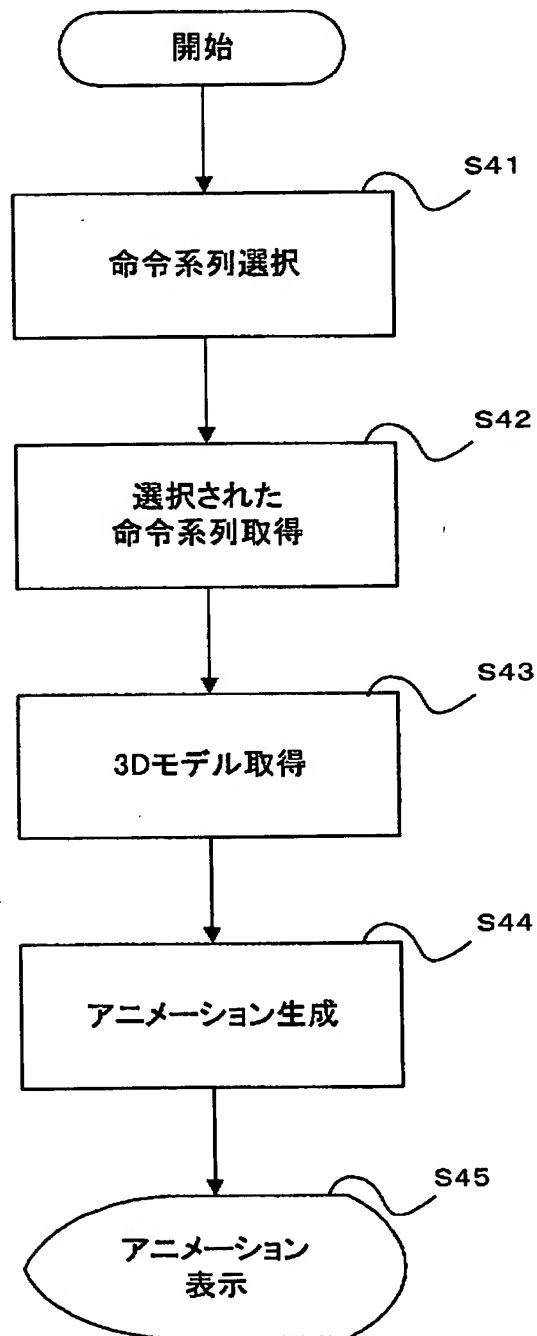 開始
S41
命令系列選択
S42
選択された
命令系列取得
S43
3Dモデル取得
S44
アニメーション生成
S45
アニメーション
表示